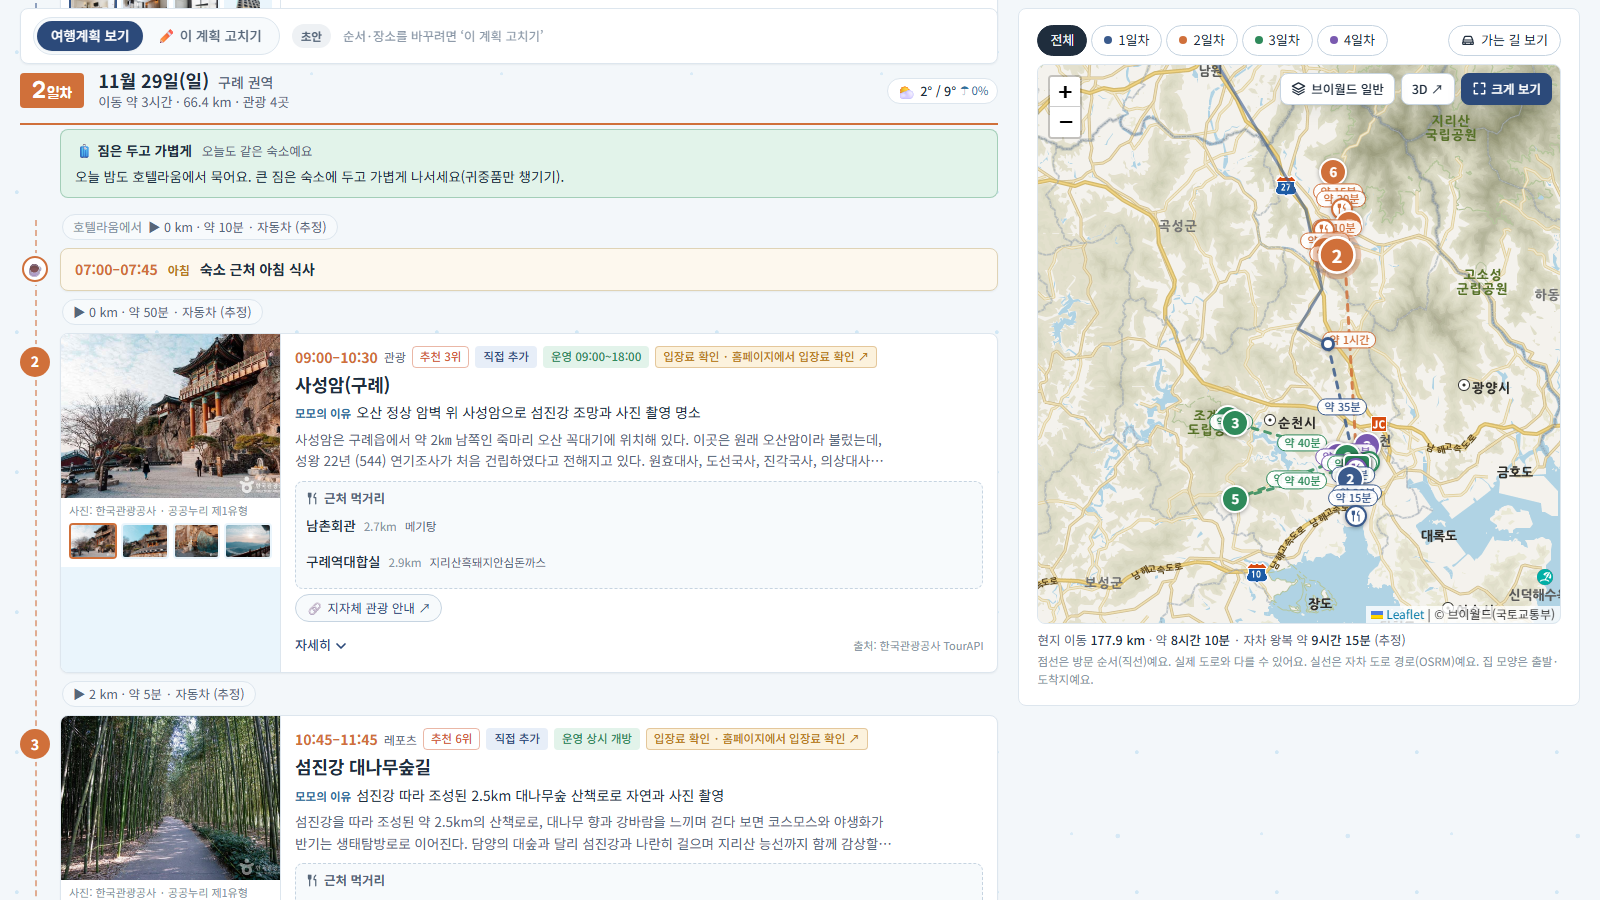 여행계획 보기
이 계획 고치기
초안
순서·장소를 바꾸려면 ‘이 계획 고치기’
2일차
11월 29일(일) 구례 권역
이동 약 3시간 · 66.4 km · 관광 4곳
2° / 9° 0%
짐은 두고 가볍게 오늘도 같은 숙소예요
오늘 밤도 호텔라움에서 묵어요. 큰 짐은 숙소에 두고 가볍게 나서세요(귀중품만 챙기기).
호텔라움에서 ▶ 0 km · 약 10분 · 자동차 (추정)
07:00–07:45 아침 숙소 근처 아침 식사
▶ 0 km · 약 50분 · 자동차 (추정)
2
09:00–10:30 관광 추천 3위 직접 추가 운영 09:00~18:00 입장료 확인 · 홈페이지에서 입장료 확인 ↗
사성암(구례)
모모의 이유 오산 정상 암벽 위 사성암으로 섬진강 조망과 사진 촬영 명소
사성암은 구례읍에서 약 2㎞ 남쪽인 죽마리 오산 꼭대기에 위치해 있다. 이곳은 원래 오산암이라 불렀는데,
성왕 22년 (544) 연기조사가 처음 건립하였다고 전해지고 있다. 원효대사, 도선국사, 진각국사, 의상대사…
사진: 한국관광공사 · 공공누리 제1유형
근처 먹거리
남촌회관 2.7km 메기탕
구례역대합실 2.9km 지리산흑돼지안심돈까스
지자체 관광 안내 ↗
자세히
출처: 한국관광공사 TourAPI
▶ 2 km · 약 5분 · 자동차 (추정)
3
10:45–11:45 레포츠 추천 6위 직접 추가 운영 상시 개방 입장료 확인 · 홈페이지에서 입장료 확인 ↗
섬진강 대나무숲길
모모의 이유 섬진강 따라 조성된 2.5km 대나무숲 산책로로 자연과 사진 촬영
섬진강을 따라 조성된 약 2.5km의 산책로로, 대나무 향과 강바람을 느끼며 걷다 보면 코스모스와 야생화가
반기는 생태탐방로로 이어진다. 담양의 대숲과 달리 섬진강과 나란히 걸으며 지리산 능선까지 함께 감상할…
사진: 한국관광공사 · 공공누리 제1유형
근처 먹거리
전체
1일차
2일차
3일차
4일차
가는 길 보기
+
−
브이월드 일반
3D ↗
크게 보기
남원
지리산
국립공원
6
27
곡성군
10분
2
고소성
군립공원
하동
약 1시간
광양시
약 35분
순천시
3
JC
약 40분
2
약 40분
5
약 15분
금호도
대록도
남해고속도로
10
보성군
장도
신덕해수
Leaflet | © 브이월드(국토교통부)
현지 이동 177.9 km · 약 8시간 10분 · 자차 왕복 약 9시간 15분 (추정)
점선은 방문 순서(직선)예요. 실제 도로와 다를 수 있어요. 실선은 자차 도로 경로(OSRM)예요. 집 모양은 출발·
도착지예요.